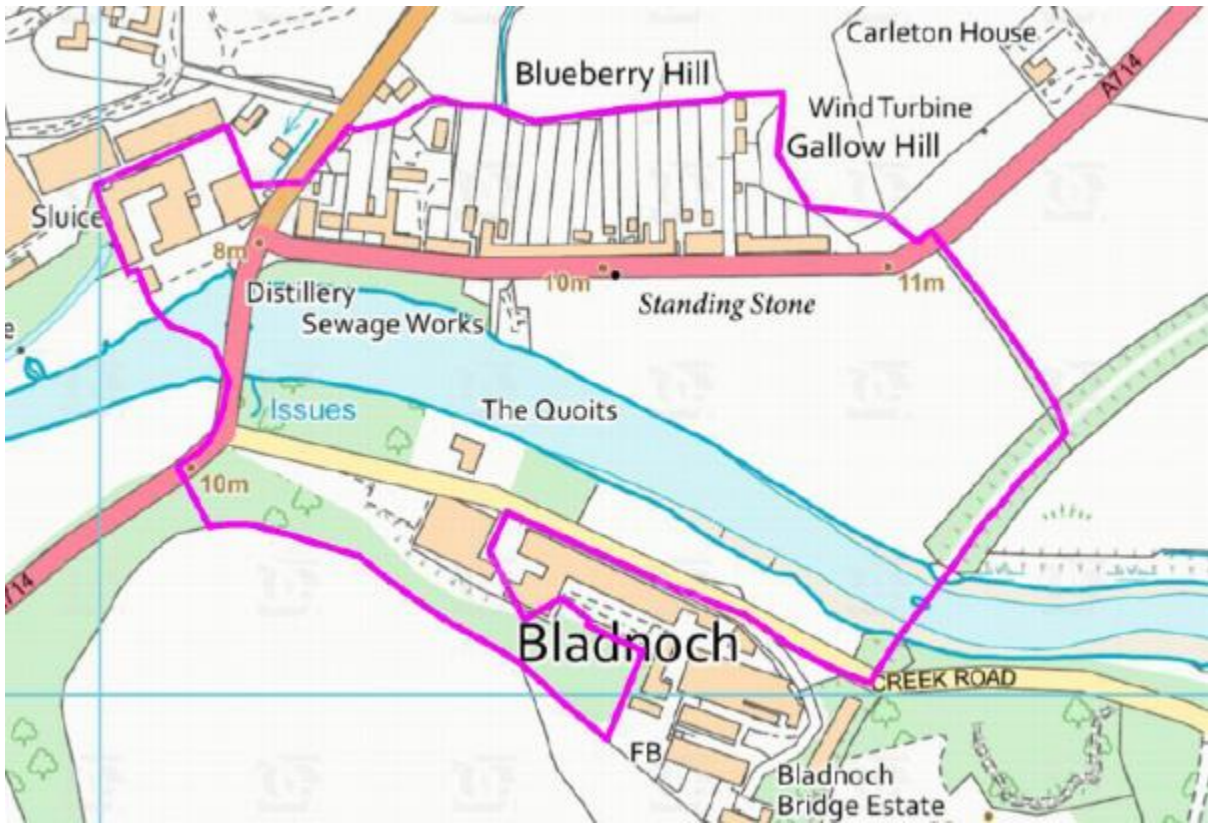 Carleton House
A714
Blueberry Hill
Wind Turbine
Gallow Hill
Sluice
8m
10m
11m
Distillery
Sewage Works
Standing Stone
e
Issues
The Quoits
10m
714
Bladnoch
CREEK ROAD
FB
Bladnoch
Bridge Estate